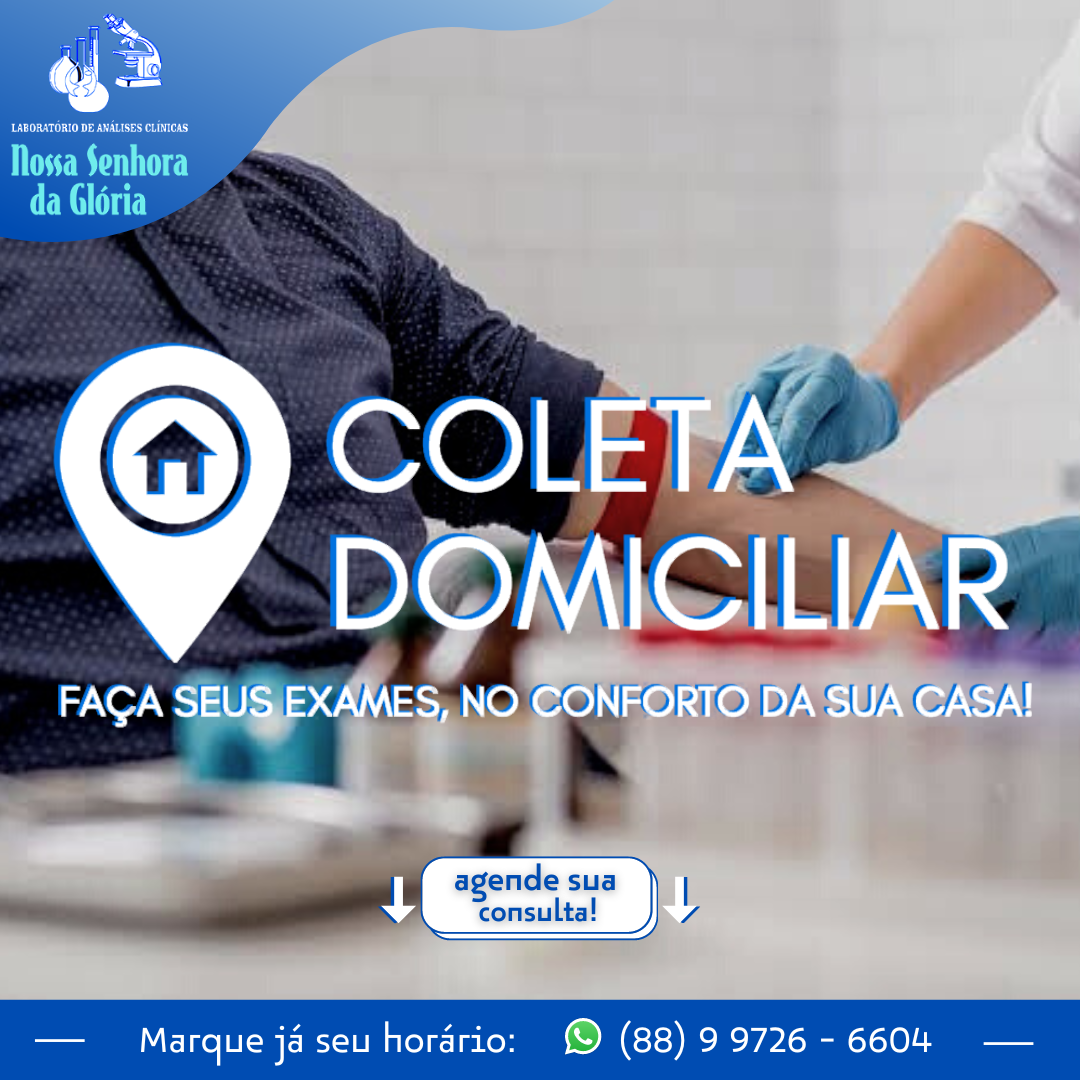 LABORATÓRIO DE ANÁLISES CLÍNICAS
Nossa Senhora
da Glória
COLETA
DOMICILIAR
FAÇA SEUS EXAMES, NO CONFORTO DA SUA CASA!
agende sua
consulta!
Marque já seu horário: (88) 9 9726 - 6604